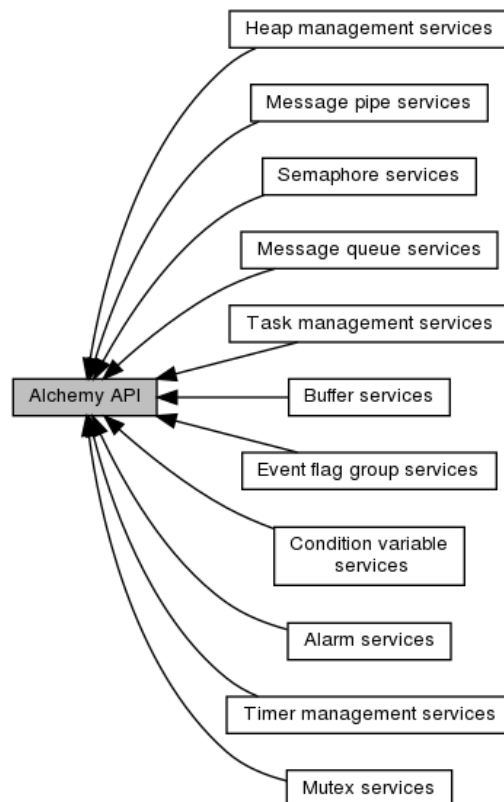 Heap management services
Message pipe services
Semaphore services
Message queue services
Task management services
Alchemy API
Buffer services
Event flag group services
Condition variable
services
Alarm services
Timer management services
Mutex services